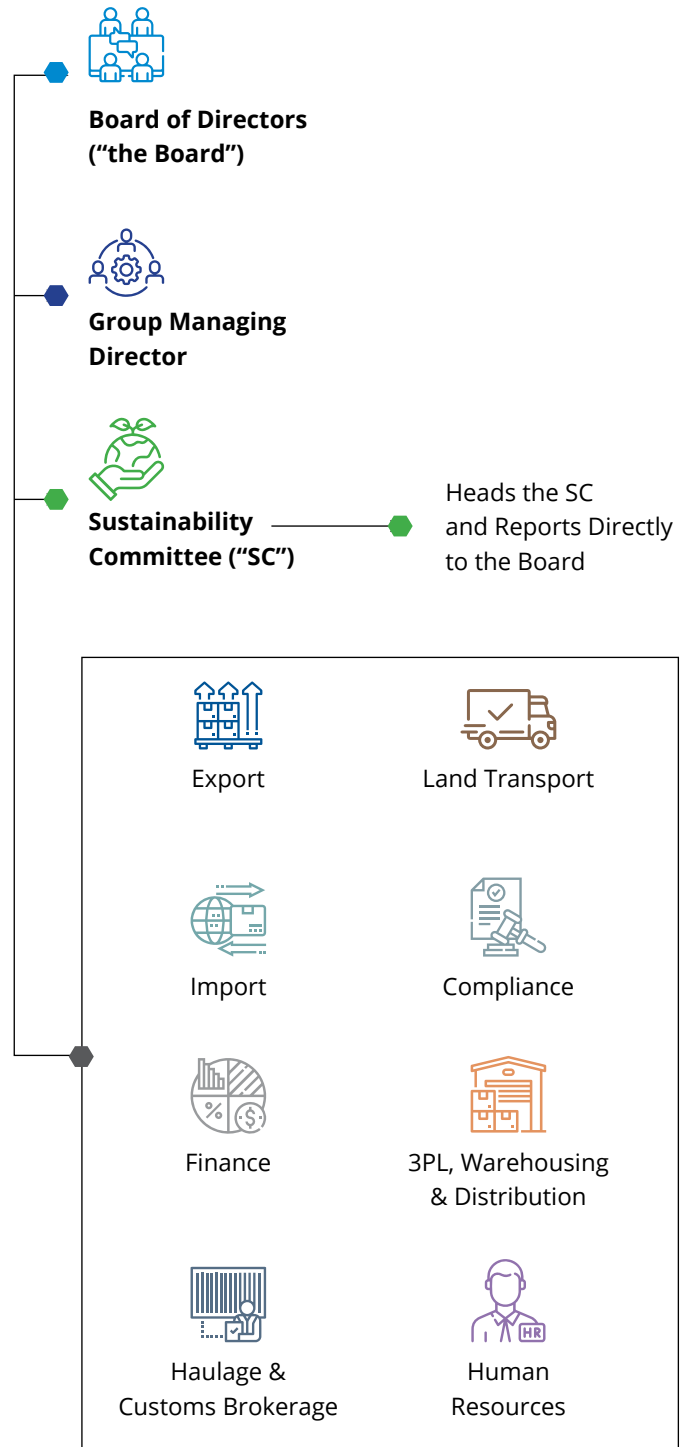 Board of Directors
(“the Board”)
Group Managing
Director
Sustainability
Committee (“SC”)
Heads the SC
and Reports Directly
to the Board
Export
Land Transport
Import
Compliance
%
$
Finance
3PL, Warehousing
& Distribution
HR
Haulage &
Customs Brokerage
Human
Resources